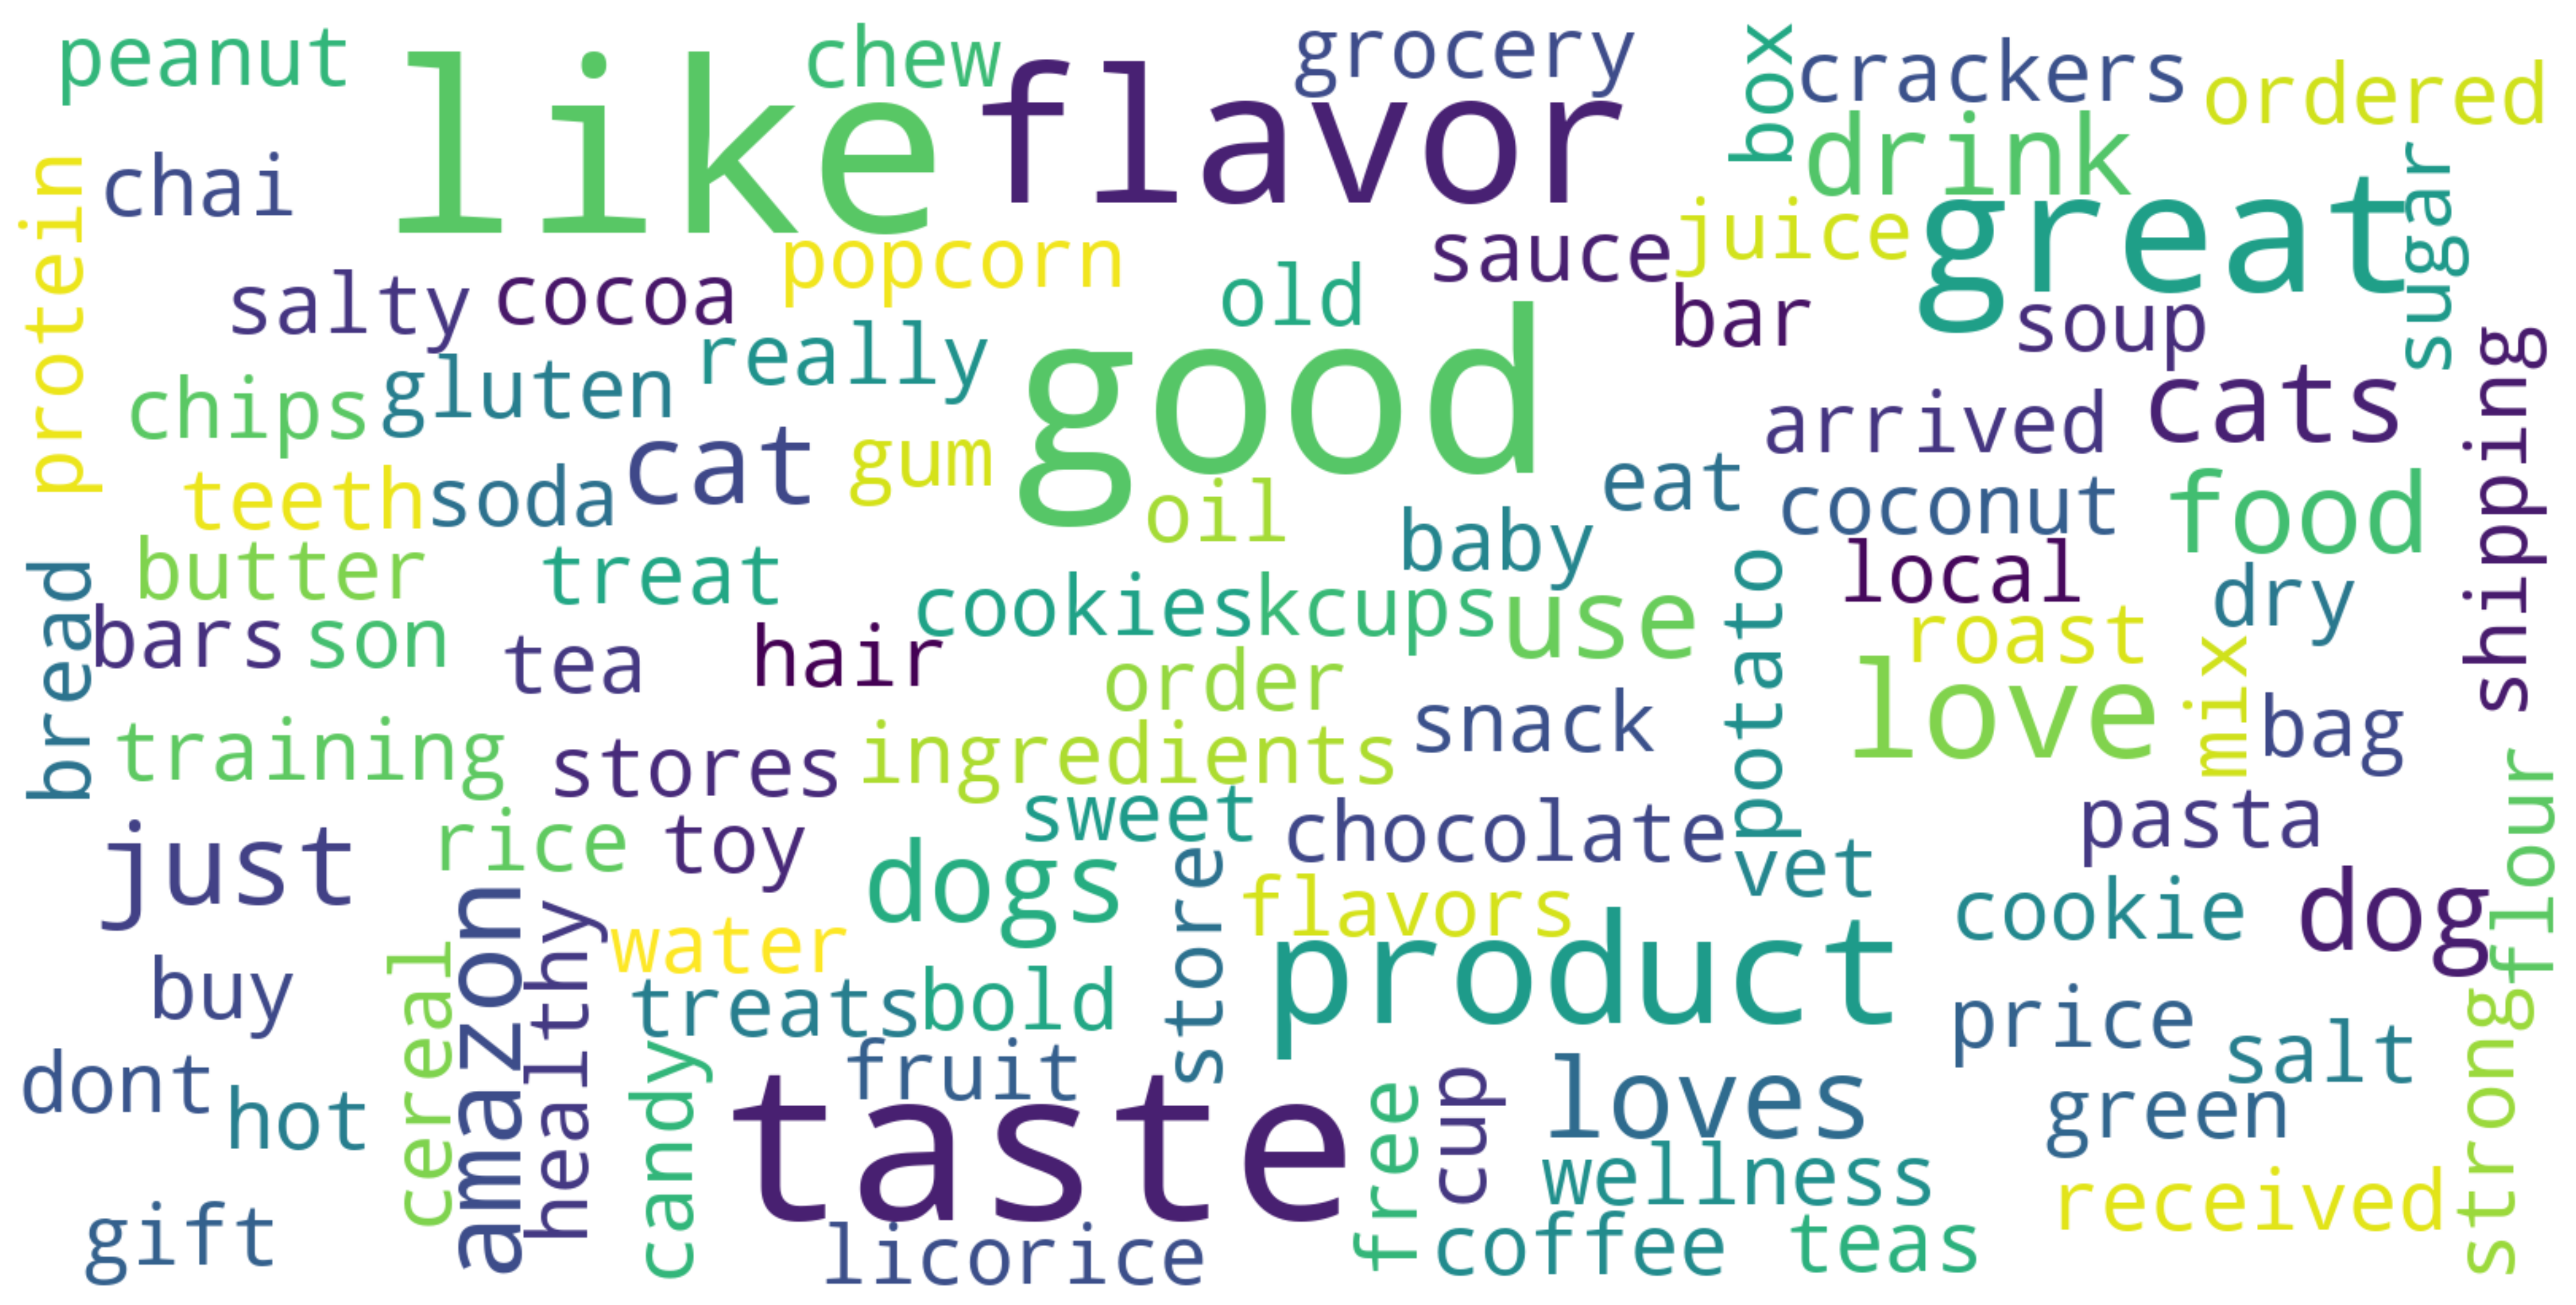 peanut
like
chew
flavor
grocery
box
crackers
ordered
protein
chai
drink
juice
great
sugar
salty
cocoa
popcorn
old
sauce
bar
soup
shipping
chips
gluten
really
good
arrived
cats
teeth
soda
cat
gum
oil
eat
coconut
food
bread
butter
treat
baby
potato
local
dry
bars
son
tea
hair
cookies
kcups
use
roast
mix
order
love
bag
training
stores
ingredients
snack
flour
just
rice
toy
sweet
chocolate
pasta
dogs
store
vet
cookie
dog
amazon
healthy
water
flavors
product
buy
cereal
treats
bold
price
strong
dont
hot
candy
fruit
taste
free
cup
loves
green
salt
gift
licorice
wellness
coffee
teas
received